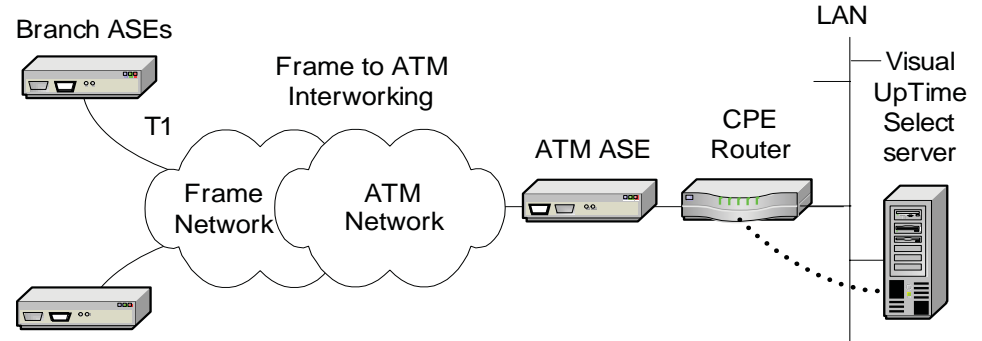 Branch ASEs
T1
Frame to ATM
Interworking
Frame
Network
ATM
Network
ATM ASE
CPE
Router
LAN
Visual
UpTime
Select
server